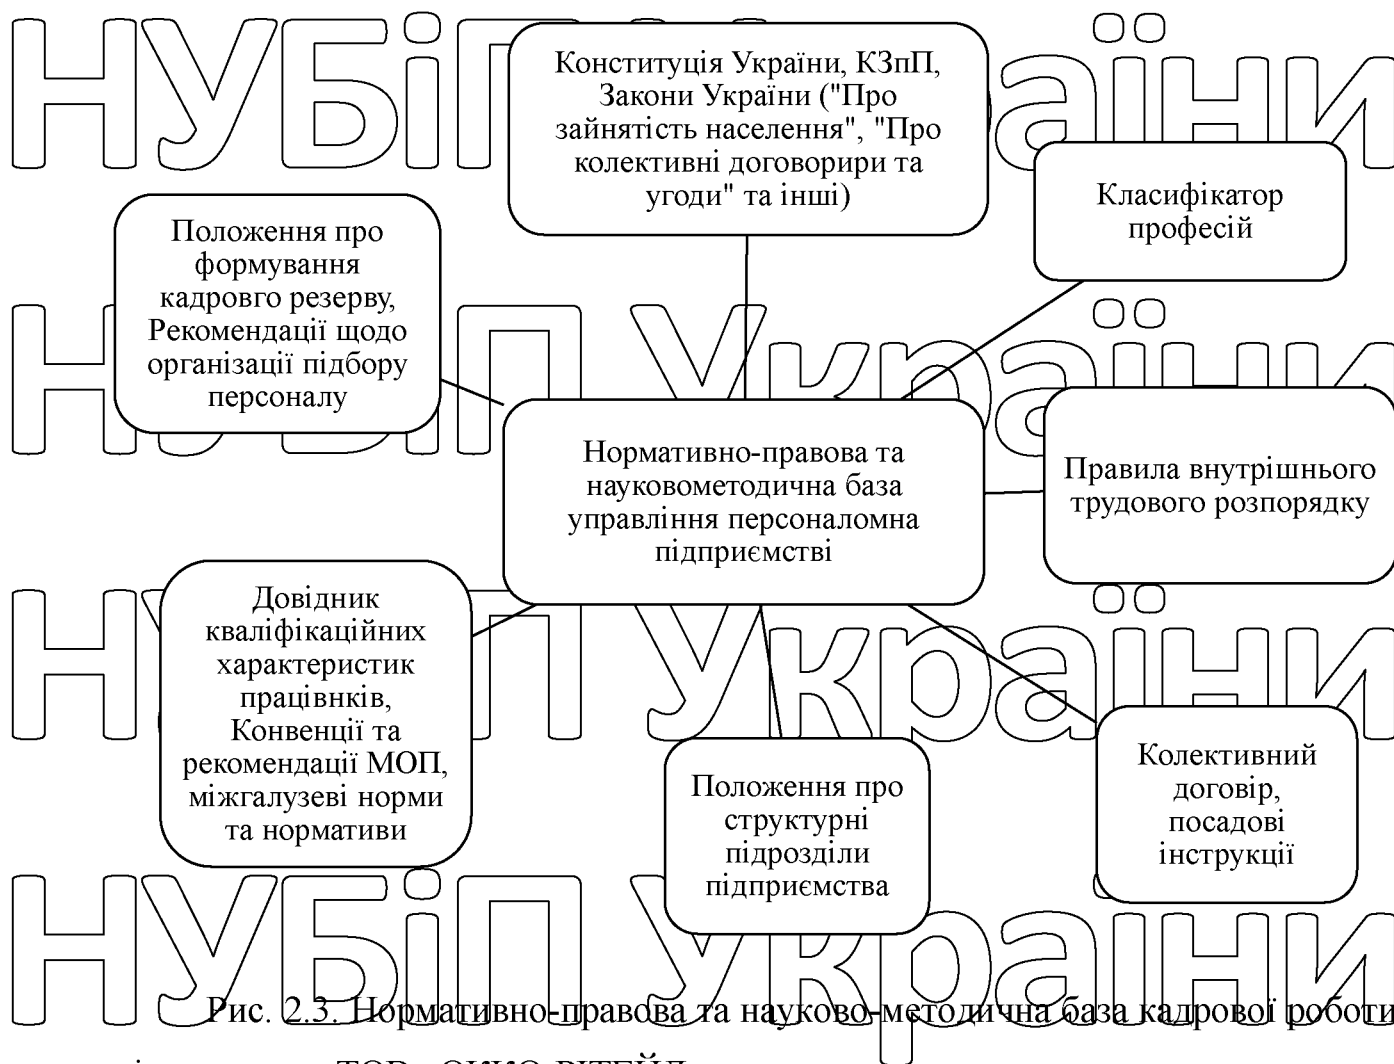 НУБіП України
Конституція України, КЗпП,
Закони України ("Про
зайнятість населення", "Про
колективні договорири та
угоди" та інші)
Класифікатор
професій
Положення про
формування
кадровго резерву,
Рекомендації щодо
організації підбору
персоналу
НУБіП України
Нормативно-правова та
науковометодична база
управління персоналомна
підприємстві
Правила внутрішнього
трудового розпорядку
Довідник
кваліфікаційних
характеристик
працівнків,
Конвенції та
рекомендації МОП,
міжгалузеві норми
та нормативи
НУБіП України
Положення про
структурні
підрозділи
підприємства
Колективний
договір,
посадові
інструкції
НУБіП України
Рис. 2.3. Нормативно-правова та науково-методична база кадрової роботи